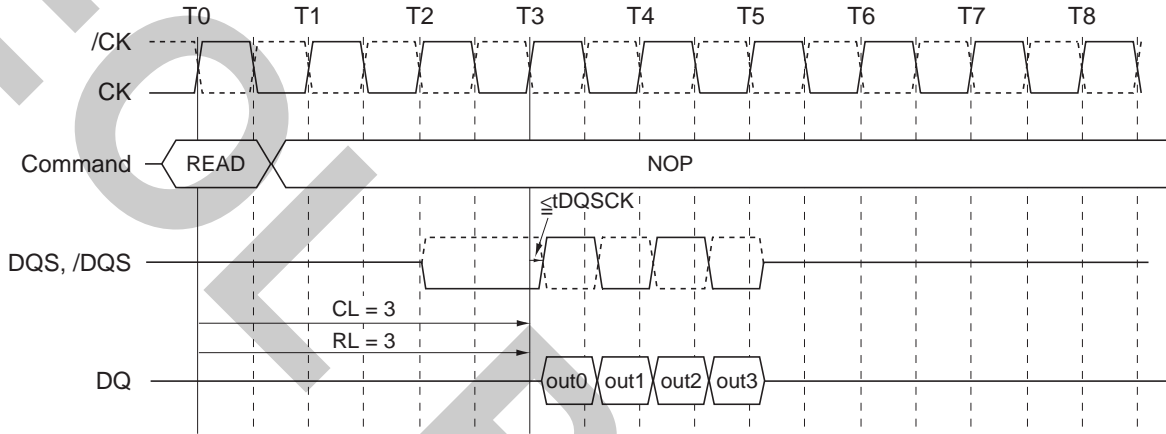 T0 T1 T2 T3 T4 T5 T6 T7 T8
/CK
CK
Command READ NOP
≦tDQSCK
DQS, /DQS
CL = 3
RL = 3
DQ out0 out1 out2 out3